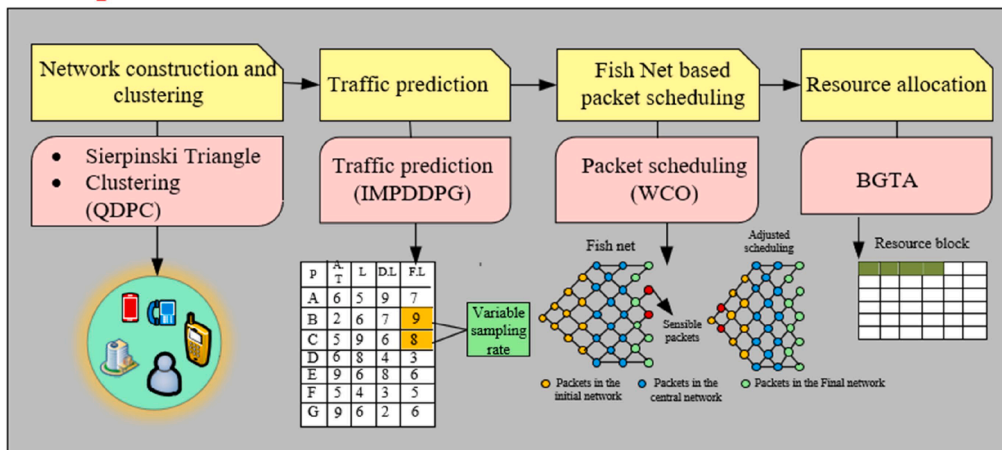 Network construction and
clustering
Traffic prediction
Fish Net based
packet scheduling
Resource allocation
• Sierpinski Triangle
• Clustering
(QDPC)
Traffic prediction
(IMPDDPG)
Packet scheduling
(WCO)
BGTA
P A T L D.L F.L
A 6 5 9 7
B 2 6 7 9
C 5 9 6 8
D 6 8 4 3
E 9 6 8 6
F 5 4 3 5
G 9 6 2 6
Variable
sampling
rate
Fish net
Sensible
packets
Adjusted
scheduling
Resource block
Packets in the
initial network
Packets in the
central network
Packets in the Final network